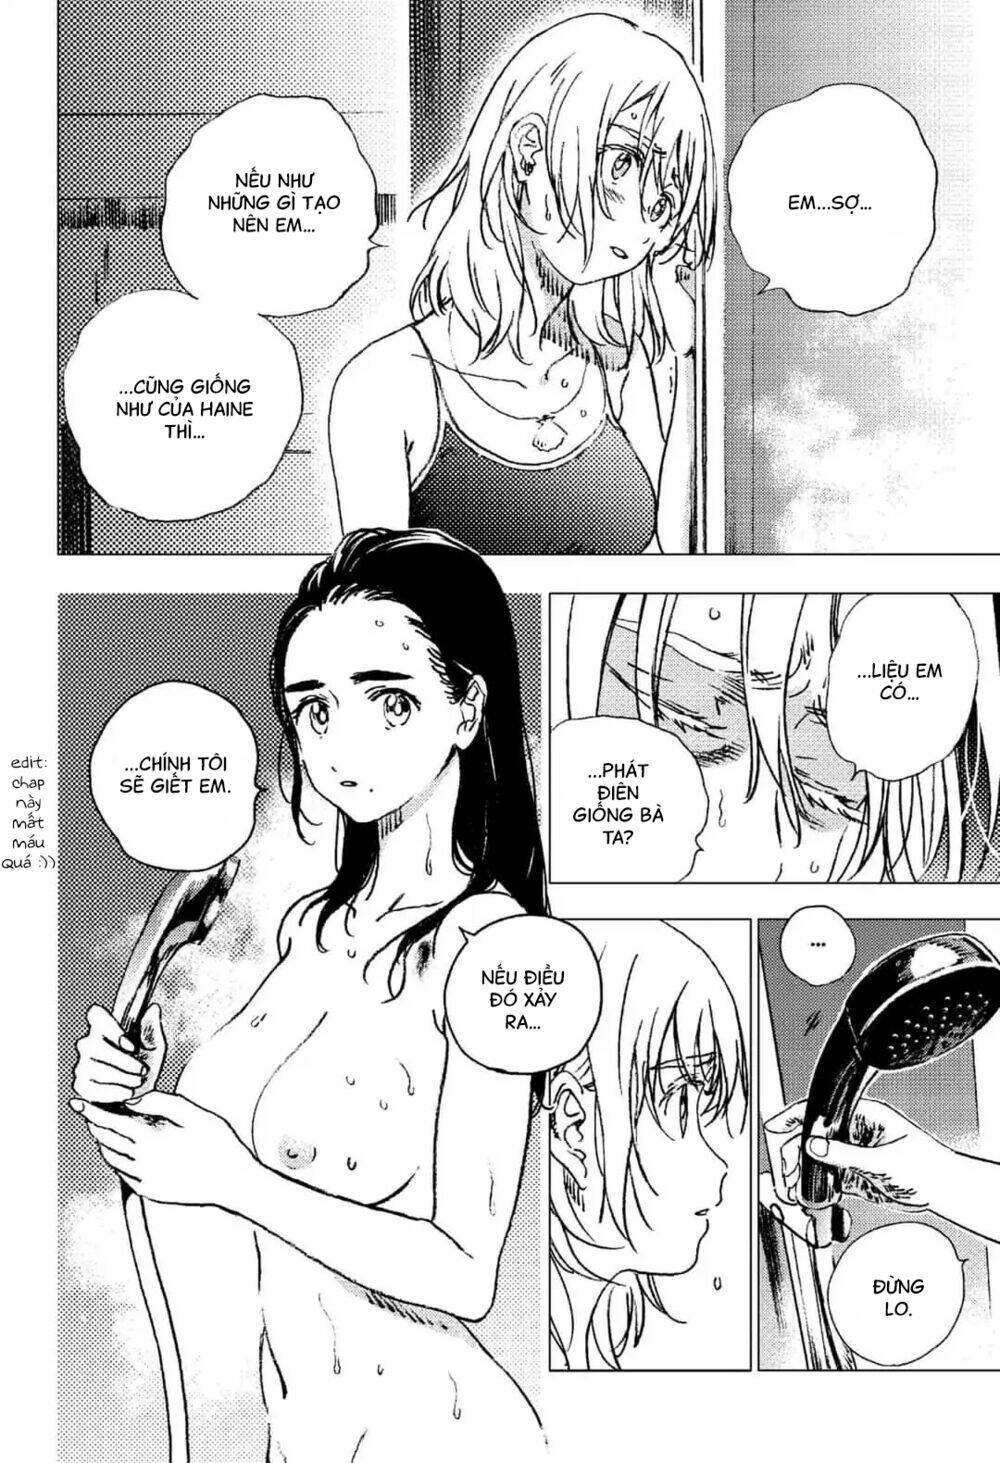 EM...SỢ...
NẾU NHƯ
NHỮNG GÌ TẠO
NÊN EM...
...CŨNG GIỐNG
NHƯ CỦA HAINE
THÌ...
...LIỆU EM
CÓ...
...PHÁT
ĐIÊN
GIỐNG BÀ
TA?
...
ĐỪNG
LO.
NẾU ĐIỀU
ĐÓ XẢY
RA...
...CHÍNH TÔI
SẼ GIẾT EM.
edit:
chap
này
mất
máu
Quá :))